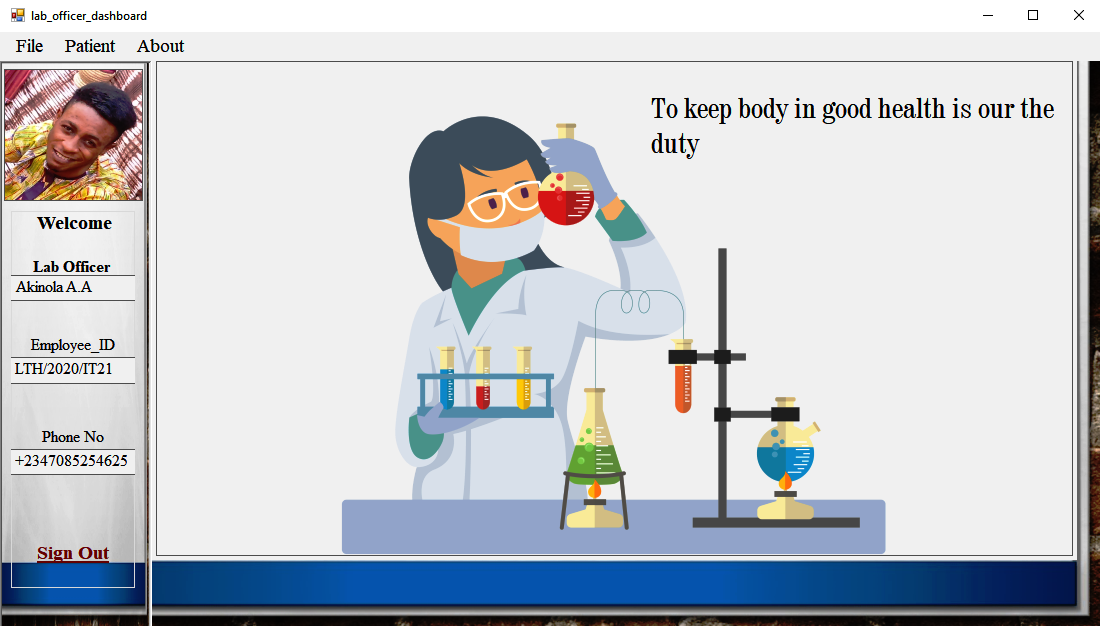 lab_officer_dashboard
File Patient About
Welcome
Lab Officer
Akinola A.A
Employee_ID
LTH/2020/IT21
Phone No
+2347085254625
Sign Out
To keep body in good health is our the
duty